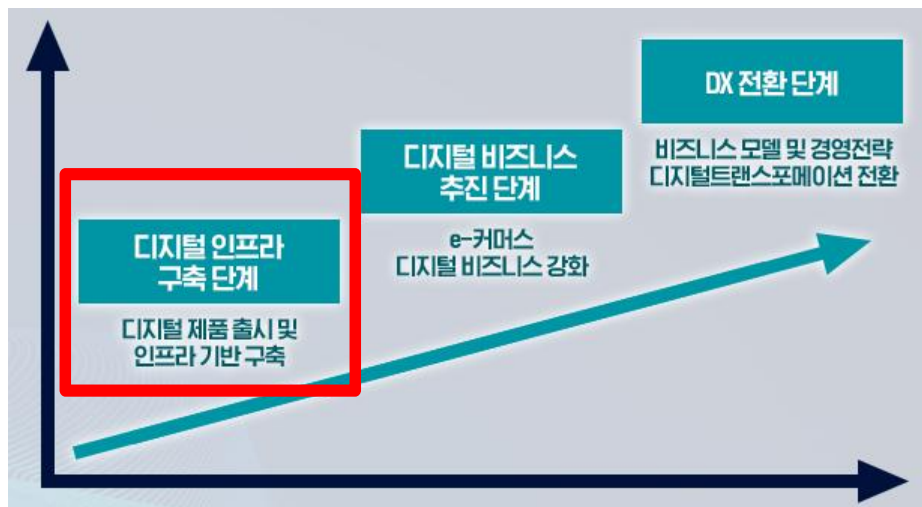 디지털 인프라
구축 단계
디지털 제품 출시 및
인프라 기반 구축
디지털 비즈니스
추진 단계
e-커머스
디지털 비즈니스 강화
DX 전환 단계
비즈니스 모델 및 경영전략
디지털트랜스포메이션 전환